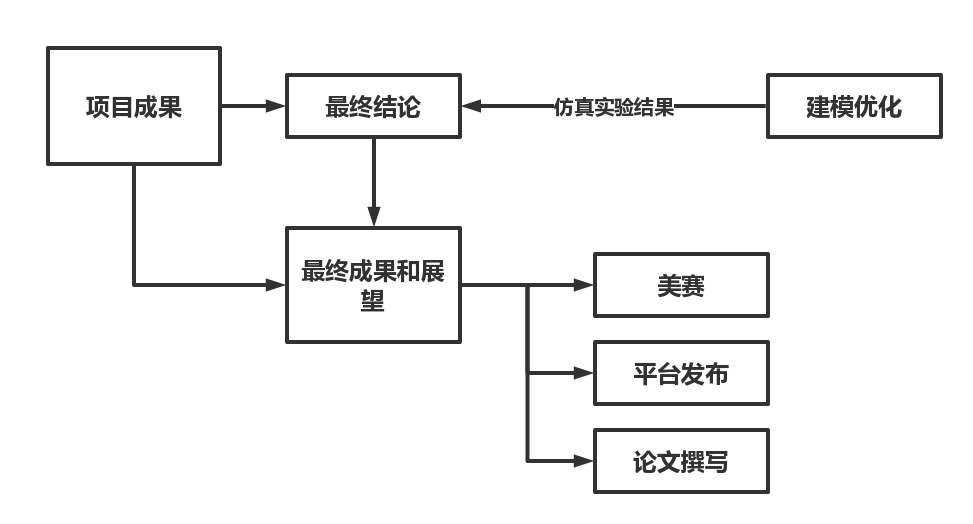 项目成果
最终结论
仿真实验结果
建模优化
最终成果和展
望
美赛
平台发布
论文撰写